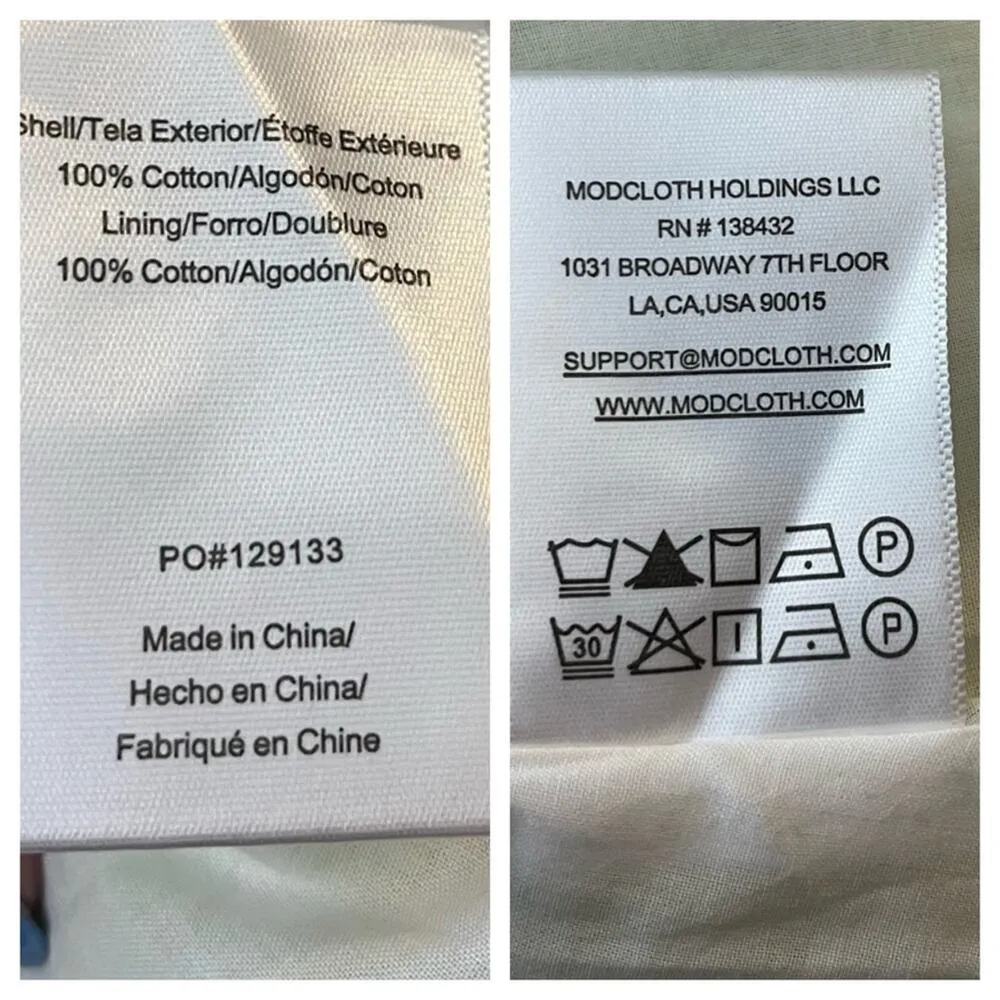 Shell/Tela Exterior/Étoffe Extérieure
100% Cotton/Algodón/Coton
Lining/Forro/Doublure
100% Cotton/Algodón/Coton
PO#129133
Made in China/
Hecho en China/
Fabriqué en Chine
MODCLOTH HOLDINGS LLC
RN # 138432
1031 BROADWAY 7TH FLOOR
LA,CA,USA 90015
SUPPORT@MODCLOTH.COM
WWW.MODCLOTH.COM
P
30 P